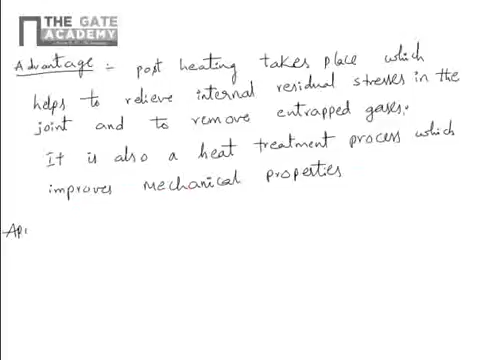 THE GATE
ACADEMY
Advantage :- post heating takes place which
helps to relieve internal residual stresses in the
joint and to remove entrapped gases.
It is also a heat treatment process which
improves mechanical properties
Ap